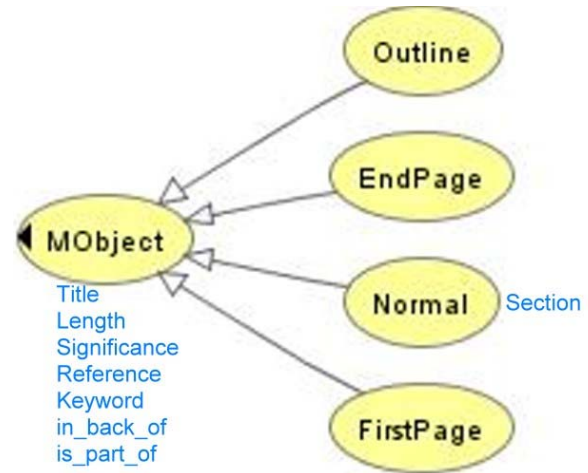 Outline
EndPage
MObject
Title
Length
Significance
Reference
Keyword
in_back_of
is_part_of
Normal
Section
FirstPage